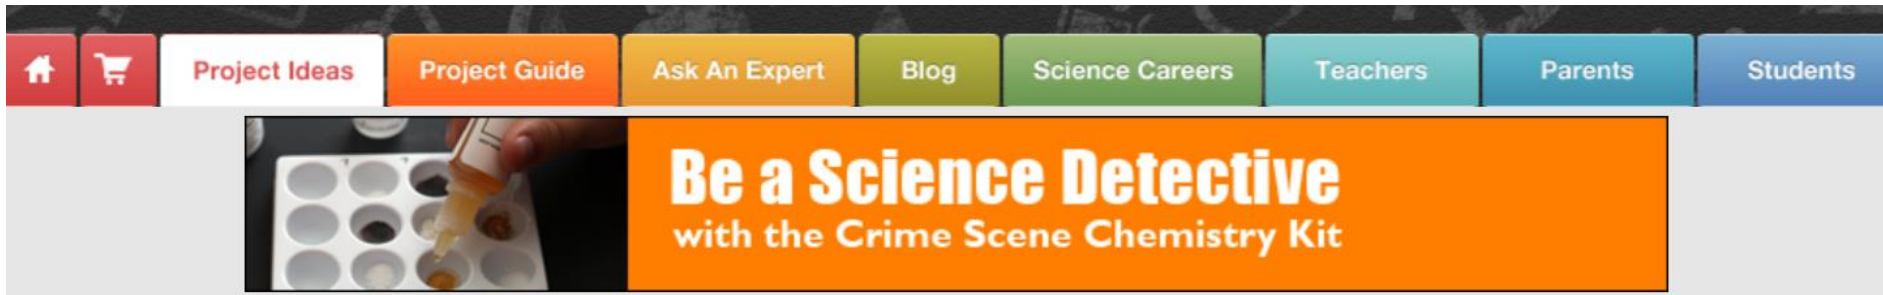 Project Ideas Project Guide Ask An Expert Blog Science Careers Teachers Parents Students
Be a Science Detective
with the Crime Scene Chemistry Kit